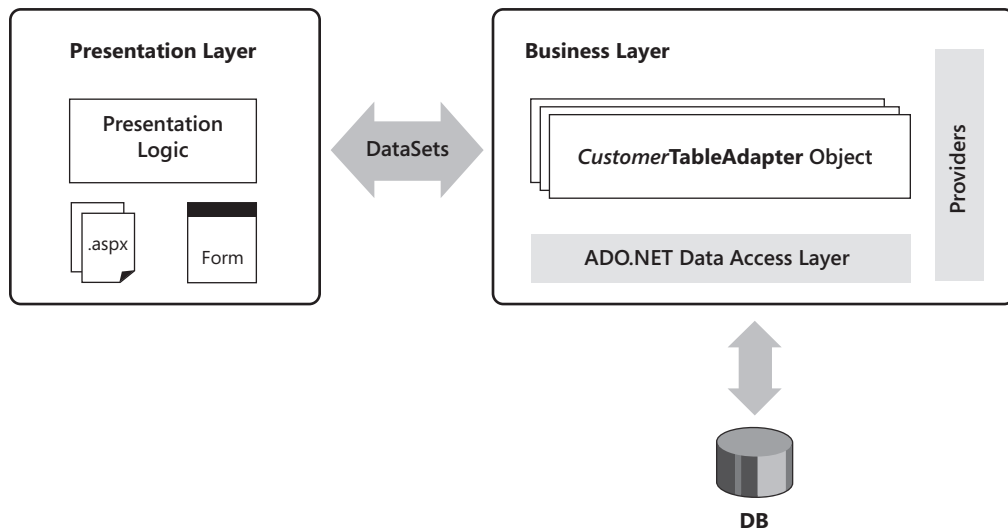 Presentation Layer
Presentation
Logic
.aspx
Form
DataSets
Business Layer
CustomerTableAdapter Object
ADO.NET Data Access Layer
Providers
DB